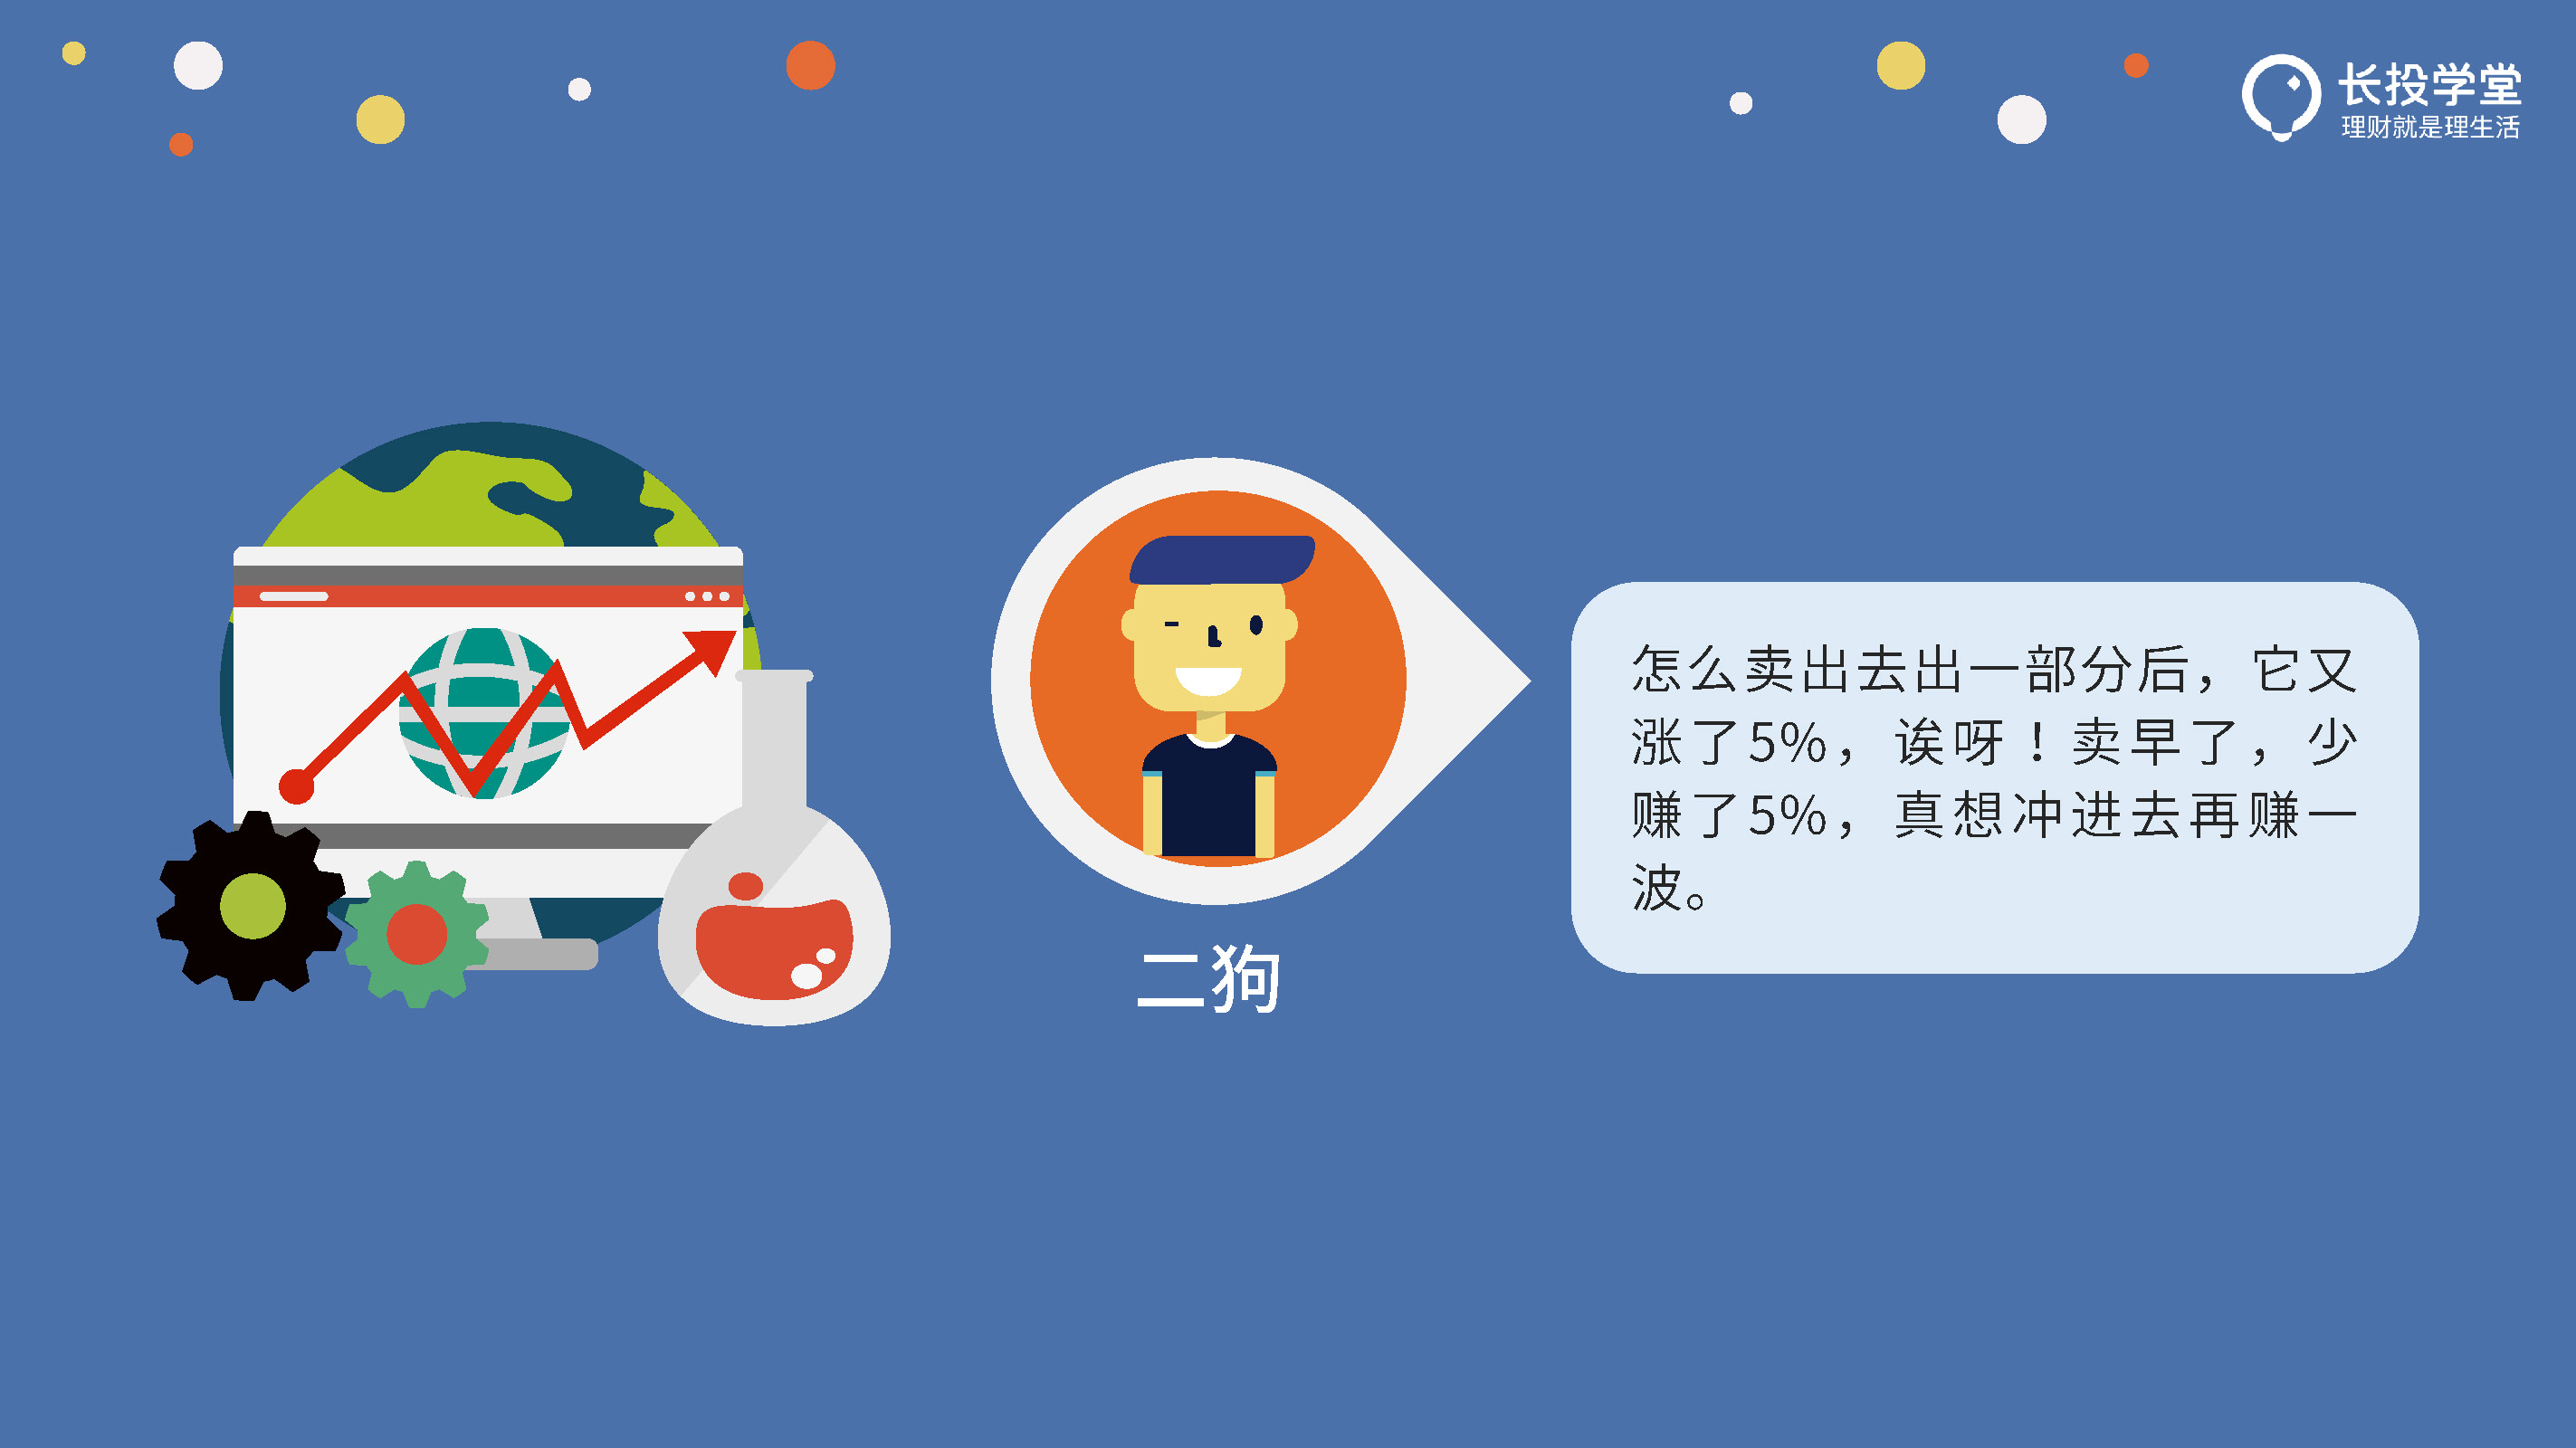 长投学堂
理财就是理生活
怎么卖出去出一部分后，它又
涨了5%，诶呀！卖早了，少
赚了5%，真想冲进去再赚一
波。
二狗